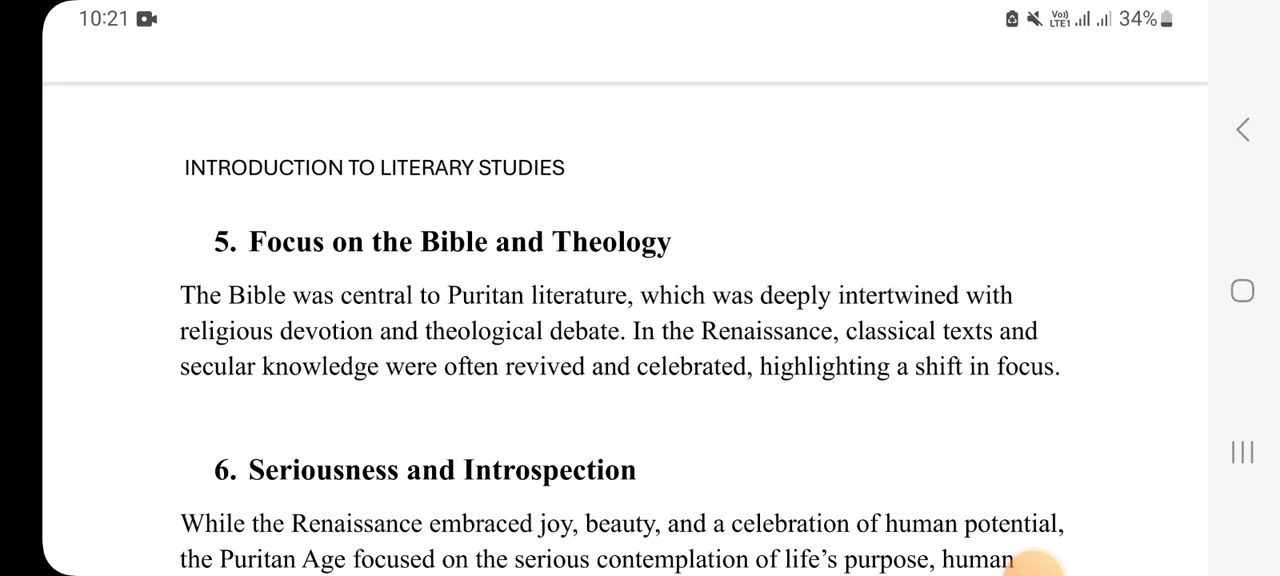 10:21
Vo)) LTE1 34%
INTRODUCTION TO LITERARY STUDIES
5. Focus on the Bible and Theology
The Bible was central to Puritan literature, which was deeply intertwined with
religious devotion and theological debate. In the Renaissance, classical texts and
secular knowledge were often revived and celebrated, highlighting a shift in focus.
6. Seriousness and Introspection
While the Renaissance embraced joy, beauty, and a celebration of human potential,
the Puritan Age focused on the serious contemplation of life’s purpose, human